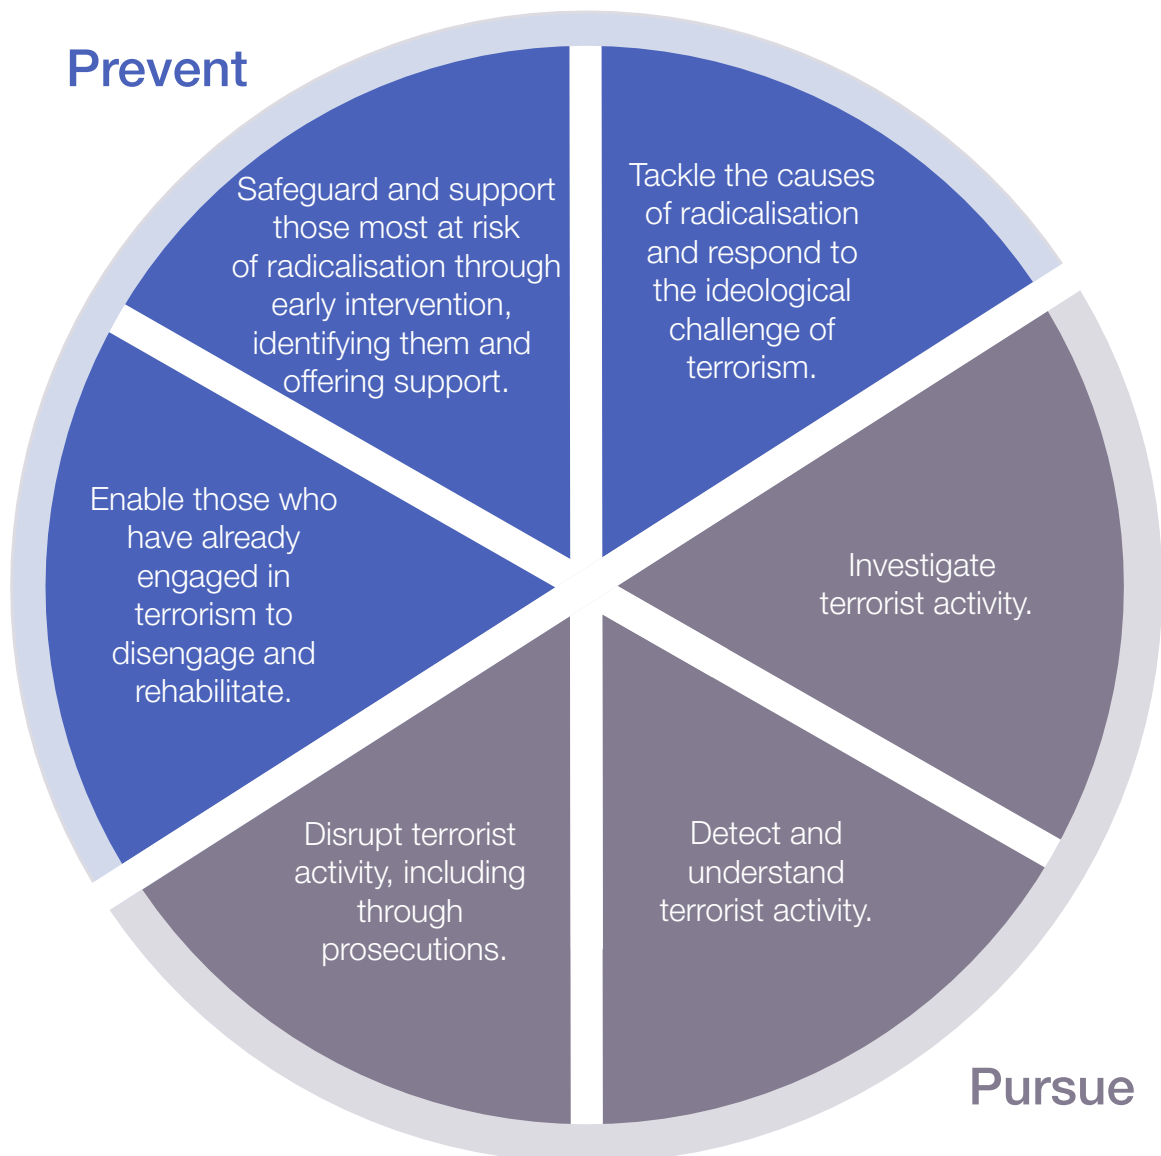 Prevent
Safeguard and support
those most at risk
of radicalisation through
early intervention,
identifying them and
offering support.
Tackle the causes
of radicalisation
and respond to
the ideological
challenge of
terrorism.
Enable those who
have already
engaged in
terrorism to
disengage and
rehabilitate.
Investigate
terrorist activity.
Disrupt terrorist
activity, including
through
prosecutions.
Detect and
understand
terrorist activity.
Pursue